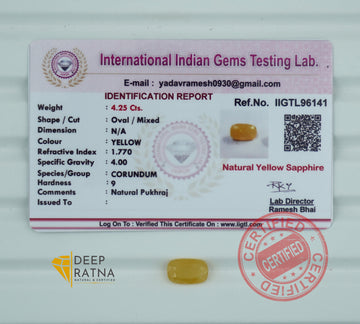 International Indian Gems Testing Lab.
E-mail : yadavramesh0930@gmail.com
IDENTIFICATION REPORT
Ref.No. IIGTL96141
Weight : 4.25 Cts.
Shape / Cut : Oval / Mixed
Dimension : N/A
Colour : YELLOW
Refractive Index : 1.770
Specific Gravity : 4.00
Species/Group : CORUNDUM
Hardness : 9
Comments : Natural Pukhraj
Issued to :
Natural Yellow Sapphire
Lab Director
Ramesh Bhai
Log On To : Verified This Certificate On : www.iigtl.com
CERTIFIED
CERTIFIED
CERTIFIED
DEEP
RATNA
NATURAL & CERTIFIED